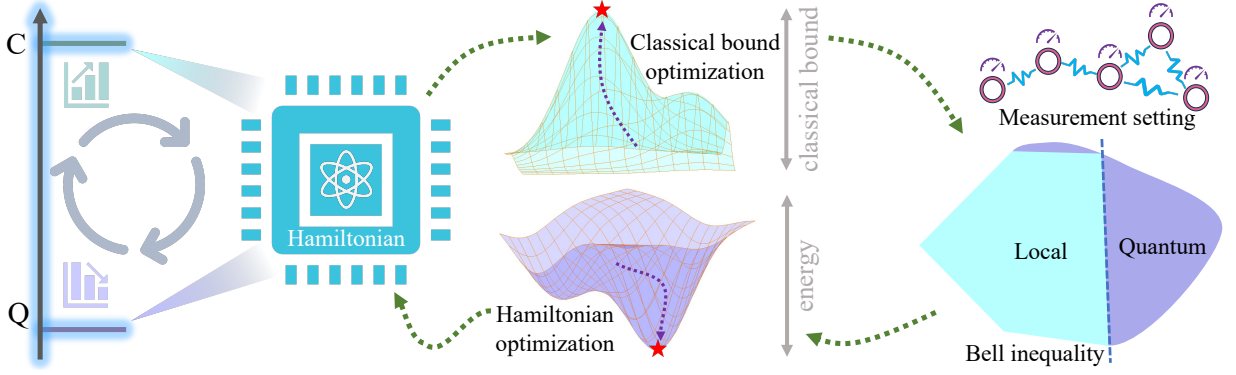 C
Q
Hamiltonian
Classical bound
optimization
classical bound
Hamiltonian
optimization
energy
Measurement setting
Local
Quantum
Bell inequality